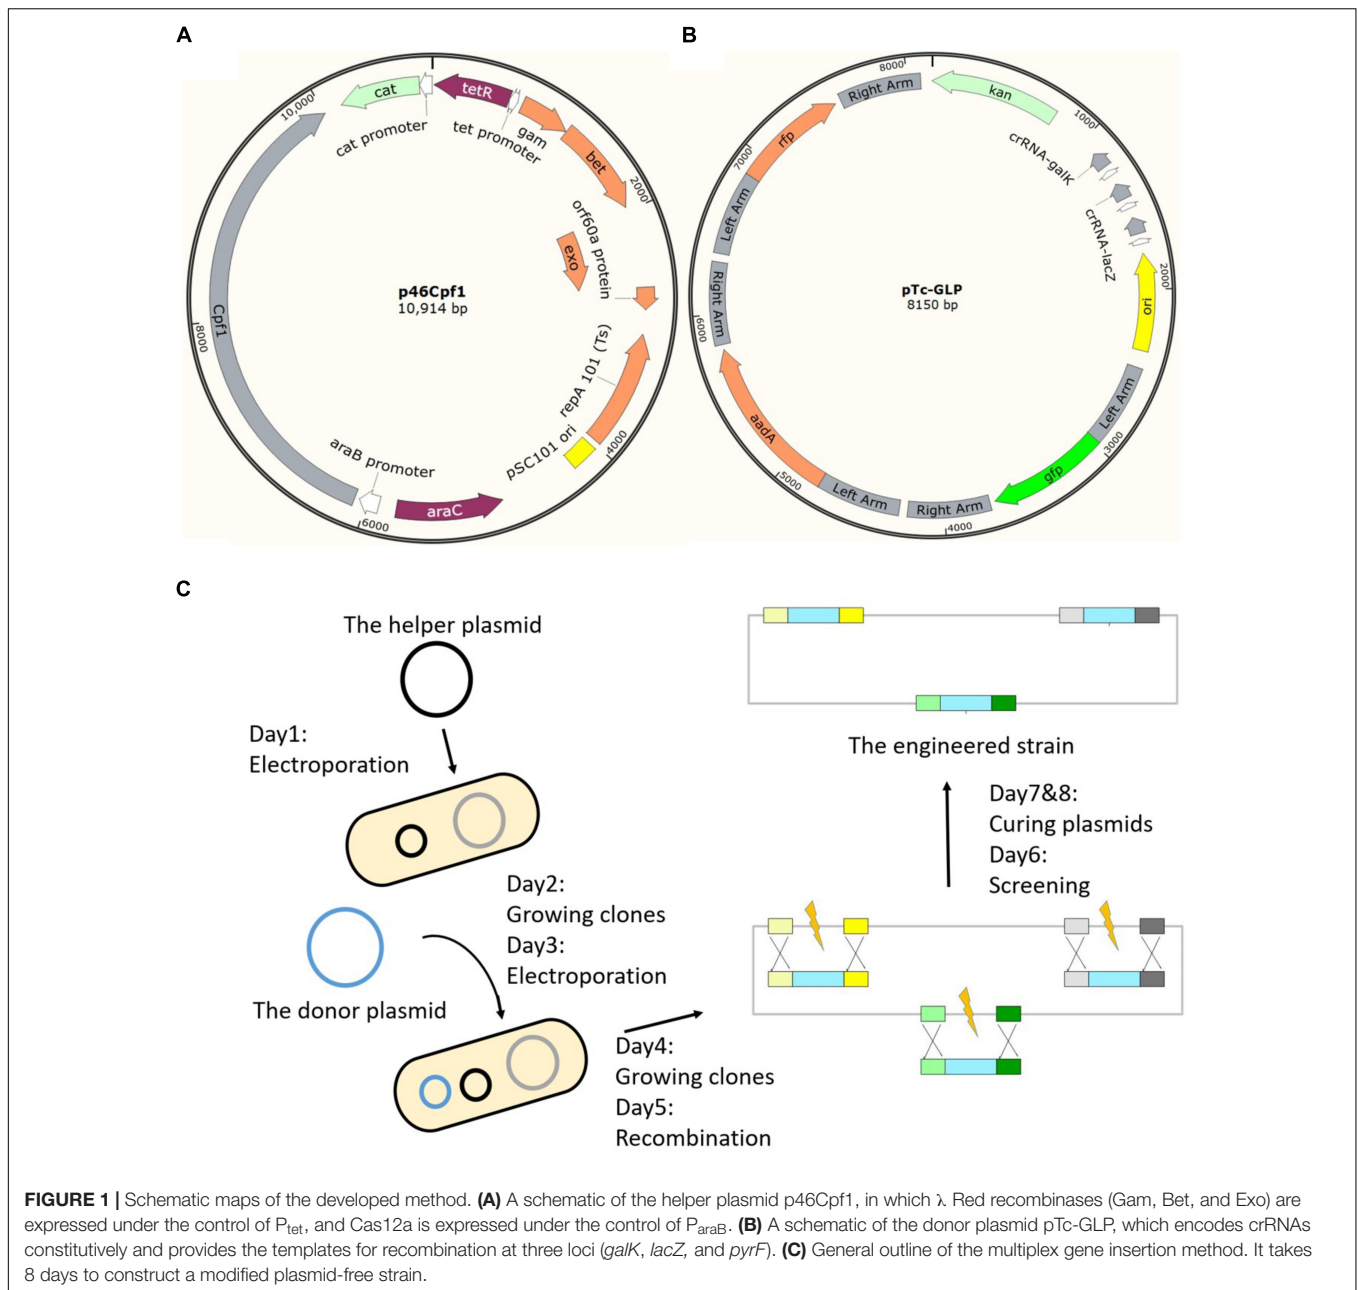 A
cat
tetR
10,000
cat promoter
tet promoter
gam
bet
2000
orf60a protein
exo
p46Cpf1
10,914 bp
Cpf1
8000
repA 101 (Ts)
pSC101 ori
4000
araB promoter
araC
6000
B
8000
Right Arm
kan
1000
rfp
7000
crRNA-galK
Left Arm
crRNA-lacZ
2000
Right Arm
pTc-GLP
8150 bp
ori
6000
Left Arm
aadA
3000
gfp
5000
Left Arm
Right Arm
4000
C
The helper plasmid
Day1:
Electroporation
Day2:
Growing clones
Day3:
Electroporation
The donor plasmid
Day4:
Growing clones
Day5:
Recombination
The engineered strain
Day7&8:
Curing plasmids
Day6:
Screening
FIGURE 1 | Schematic maps of the developed method. (A) A schematic of the helper plasmid p46Cpf1, in which λ Red recombinases (Gam, Bet, and Exo) are
expressed under the control of Ptet, and Cas12a is expressed under the control of ParaB. (B) A schematic of the donor plasmid pTc-GLP, which encodes crRNAs
constitutively and provides the templates for recombination at three loci (galK, lacZ, and pyrF). (C) General outline of the multiplex gene insertion method. It takes
8 days to construct a modified plasmid-free strain.